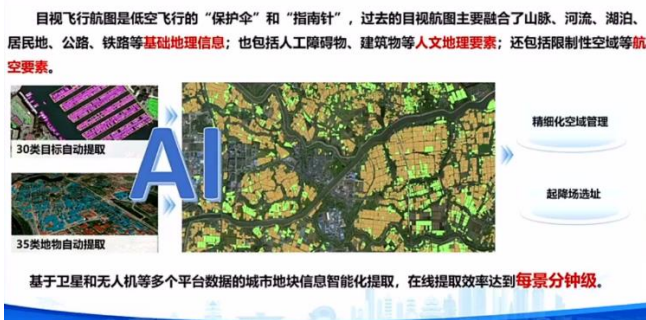 目视飞行航图是低空飞行的“保护伞”和“指南针”，过去的目视航图主要融合了山脉、河流、湖泊、
居民地、公路、铁路等基础地理信息；也包括人工障碍物、建筑物等人文地理要素；还包括限制性空域等航
空要素。
30类目标自动提取
AI
35类地物自动提取
精细化空域管理
起降场选址
基于卫星和无人机等多个平台数据的城市地块信息智能化提取，在线提取效率达到每景分钟级。